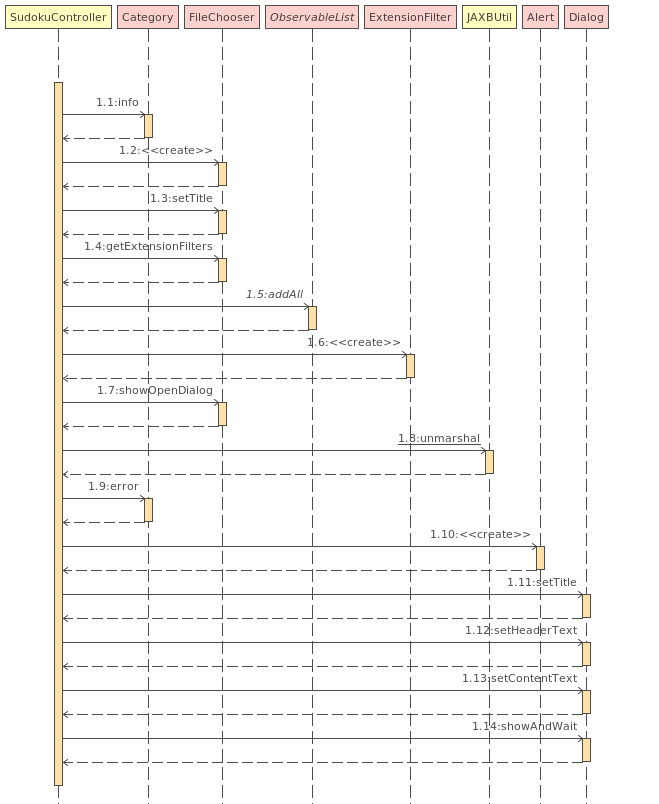 SudokuController Category FileChooser ObservableList ExtensionFilter JAXBUtil Alert Dialog
1.1:info
1.2:<<create>>
1.3:setTitle
1.4:getExtensionFilters
1.5:addAll
1.6:<<create>>
1.7:showOpenDialog
1.8:unmarshal
1.9:error
1.10:<<create>>
1.11:setTitle
1.12:setHeaderText
1.13:setContentText
1.14:showAndWait